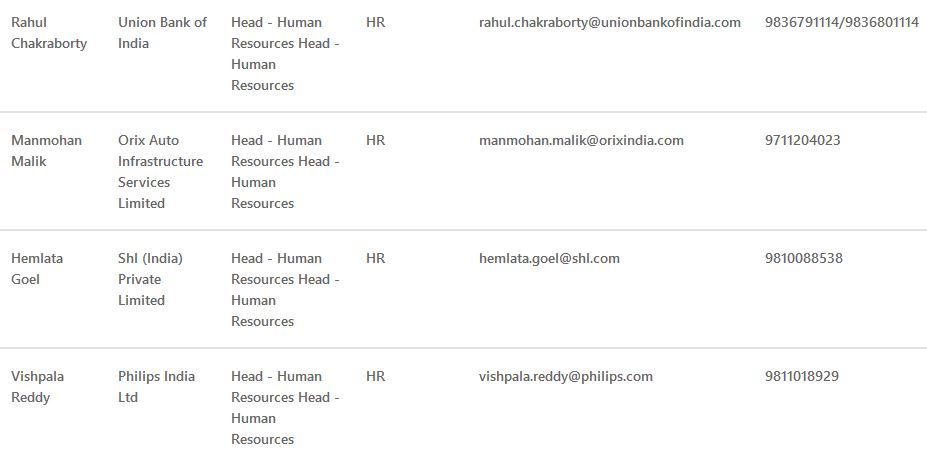 Rahul Chakraborty Union Bank of India Head - Human Resources Head - Human Resources HR rahul.chakraborty@unionbankofindia.com 9836791114/9836801114
Manmohan Malik Orix Auto Infrastructure Services Limited Head - Human Resources Head - Human Resources HR manmohan.malik@orixindia.com 9711204023
Hemlata Goel Shl (India) Private Limited Head - Human Resources Head - Human Resources HR hemlata.goel@shl.com 9810088538
Vishpala Reddy Philips India Ltd Head - Human Resources Head - Human Resources HR vishpala.reddy@philips.com 9811018929